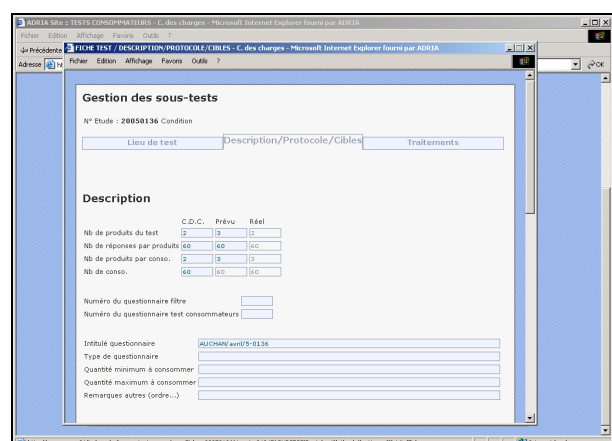 ADRIA Site :: TESTS CONSOMMATEURS - C. des charges - Microsoft Internet Explorer fourni par ADRIA
Fichier Edition Affichage Favoris Outils ?
Précédente
Adresse
OK
FICHE TEST / DESCRIPTION/PROTOCOLE/CIBLES - C. des charges - Microsoft Internet Explorer fourni par ADRIA
Fichier Edition Affichage Favoris Outils ?
Gestion des sous-tests
N° Etude : 20050136 Condition
Lieu de test Description/Protocole/Cibles Traitements
Description
C.D.C. Prévu Réel
Nb de produits du test 2 3 2
Nb de réponses par produits 60 60 60
Nb de produits par conso. 2 3 3
Nb de conso. 60 60 60
Numéro du questionnaire filtre
Numéro du questionnaire test consommateurs
Intitulé questionnaire AUCHAN/avril/5-0136
Type de questionnaire
Quantité minimum à consommer
Quantité maximum à consommer
Remarques autres (ordre...)